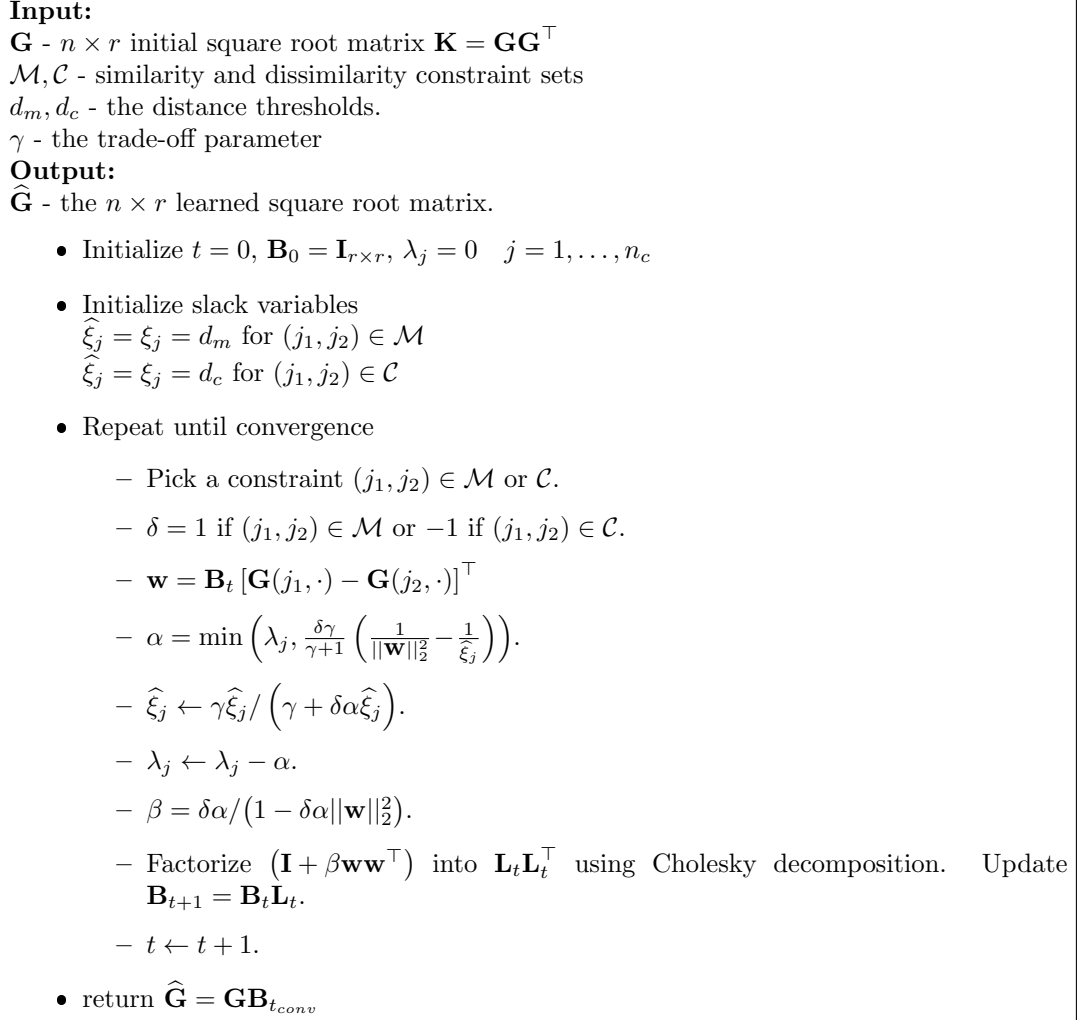 Input:
G - n × r initial square root matrix K = GG⊤
ℳ, 𝒞 - similarity and dissimilarity constraint sets
d_m, d_c - the distance thresholds.
γ - the trade-off parameter
Output:
Ĝ - the n × r learned square root matrix.
• Initialize t = 0, B_0 = I_{r×r}, λ_j = 0 j = 1, . . . , n_c
• Initialize slack variables
ξ̂_j = ξ_j = d_m for (j_1, j_2) ∈ ℳ
ξ̂_j = ξ_j = d_c for (j_1, j_2) ∈ 𝒞
• Repeat until convergence
– Pick a constraint (j_1, j_2) ∈ ℳ or 𝒞.
– δ = 1 if (j_1, j_2) ∈ ℳ or −1 if (j_1, j_2) ∈ 𝒞.
– w = B_t [G(j_1, ·) − G(j_2, ·)]⊤
– α = min (λ_j, δγ/(γ+1) (1/||w||_2^2 − 1/ξ̂_j)).
– ξ̂_j ← γξ̂_j / (γ + δαξ̂_j).
– λ_j ← λ_j − α.
– β = δα/(1 − δα||w||_2^2).
– Factorize (I + βww⊤) into L_tL_t⊤ using Cholesky decomposition. Update
B_{t+1} = B_tL_t.
– t ← t + 1.
• return Ĝ = GB_{t_{conv}}